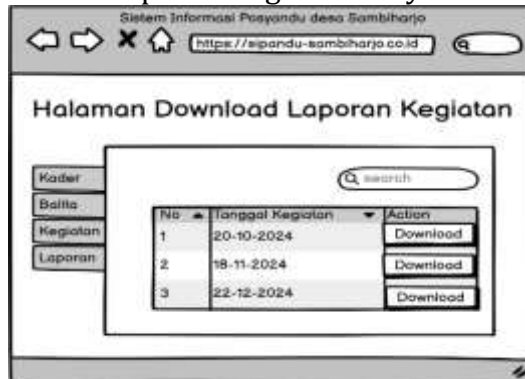 Sistem Informasi Posyandu desa Sambiharjo
https://sipandu-sambiharjo.co.id
Halaman Download Laporan Kegiatan
search
Kader
Balita
Kegiatan
Laporan
No Tanggal Kegiatan Action
1 20-10-2024 Download
2 18-11-2024 Download
3 22-12-2024 Download